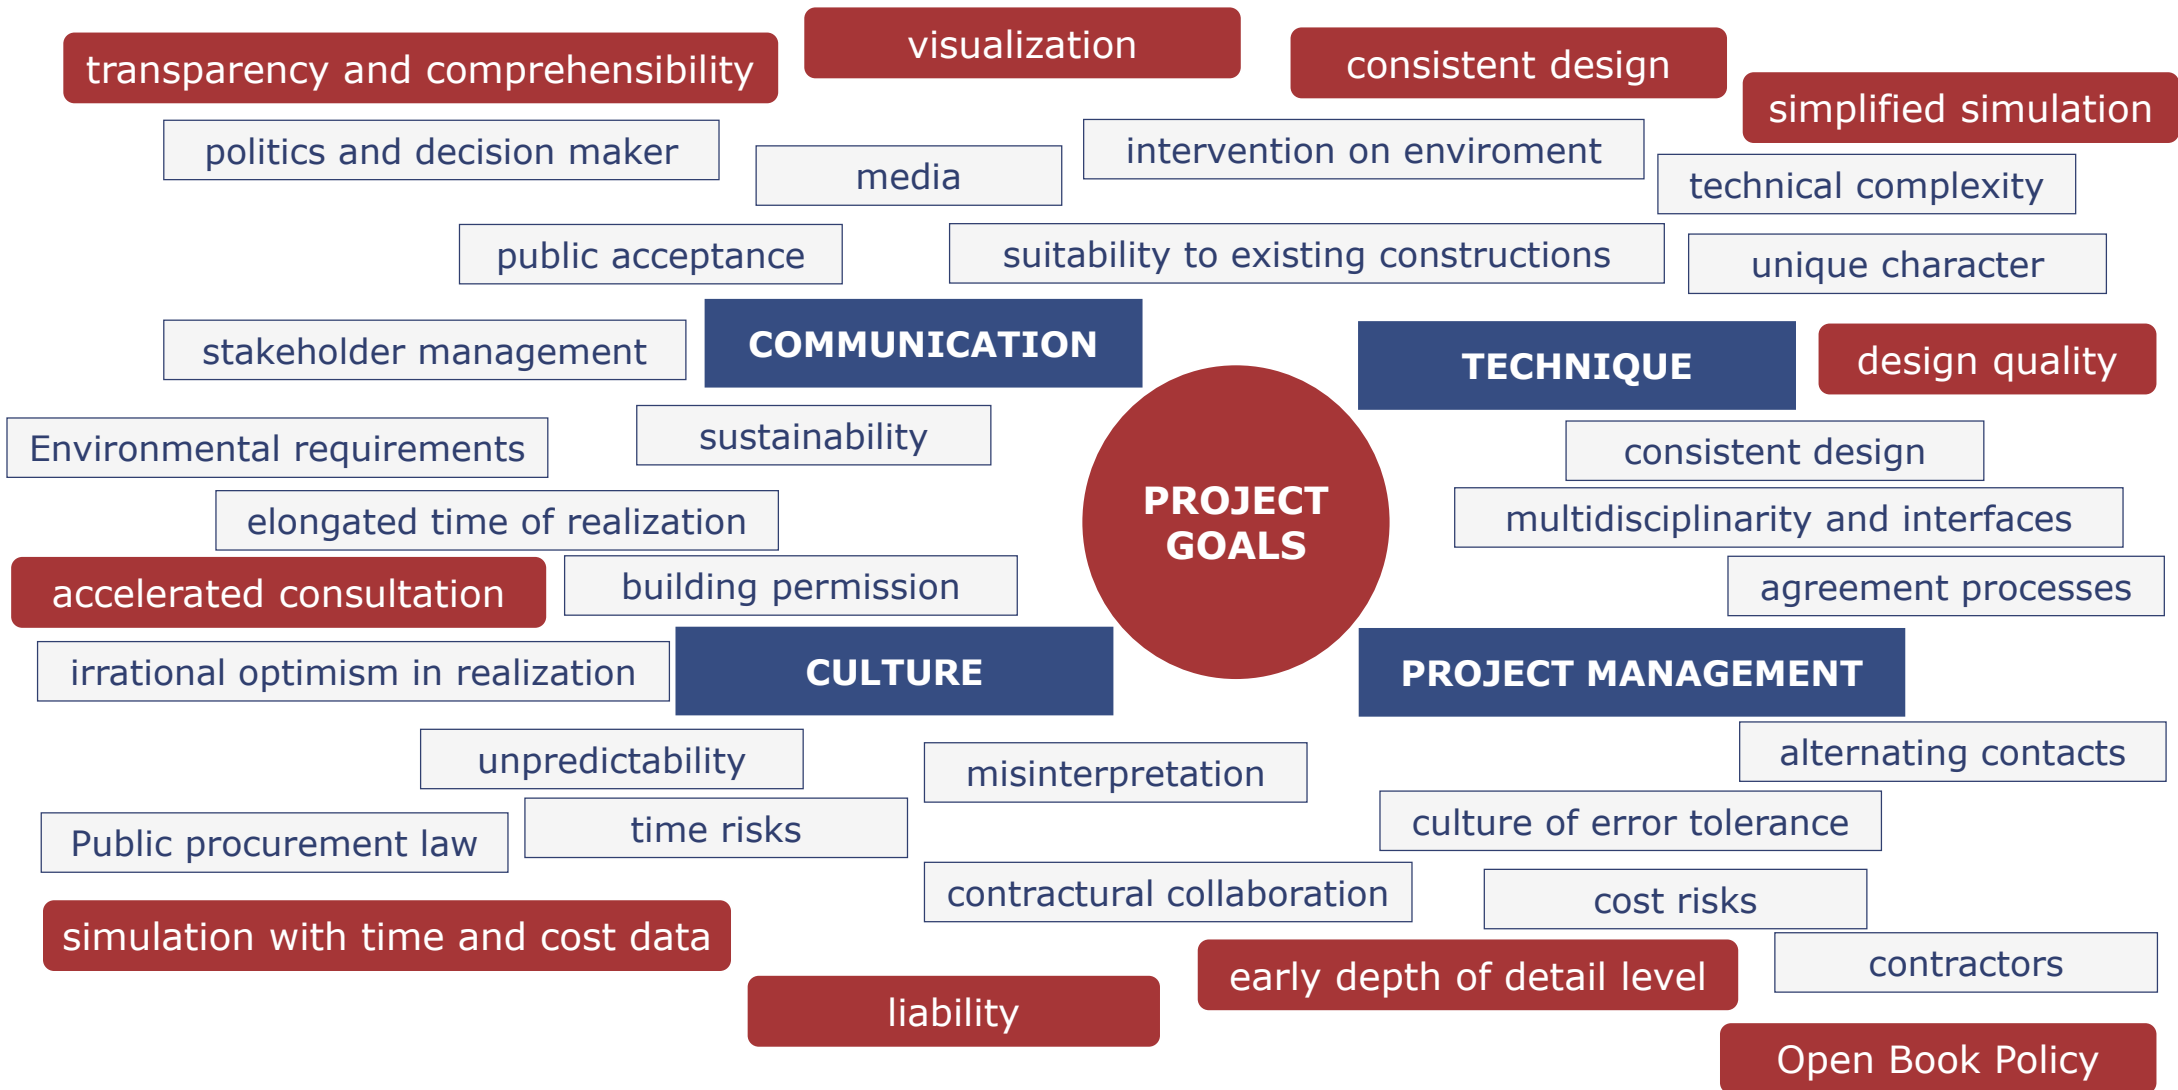 visualization
consistent design
transparency and comprehensibility
simplified simulation
politics and decision maker
media
intervention on enviroment
technical complexity
public acceptance
suitability to existing constructions
unique character
stakeholder management
COMMUNICATION
TECHNIQUE
design quality
Environmental requirements
sustainability
consistent design
PROJECT
GOALS
elongated time of realization
multidisciplinarity and interfaces
accelerated consultation
building permission
agreement processes
irrational optimism in realization
CULTURE
PROJECT MANAGEMENT
unpredictability
misinterpretation
alternating contacts
Public procurement law
time risks
culture of error tolerance
contractural collaboration
cost risks
simulation with time and cost data
early depth of detail level
contractors
liability
Open Book Policy